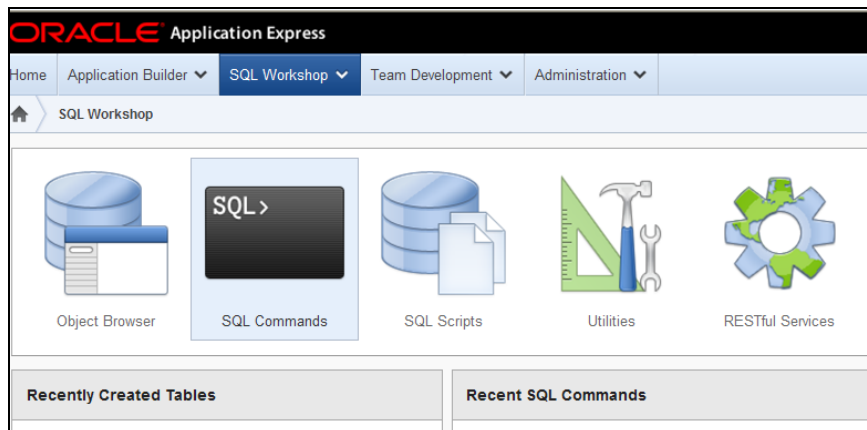 ORACLE Application Express
Home Application Builder SQL Workshop Team Development Administration
SQL Workshop
SQL>
Object Browser SQL Commands SQL Scripts Utilities RESTful Services
Recently Created Tables Recent SQL Commands